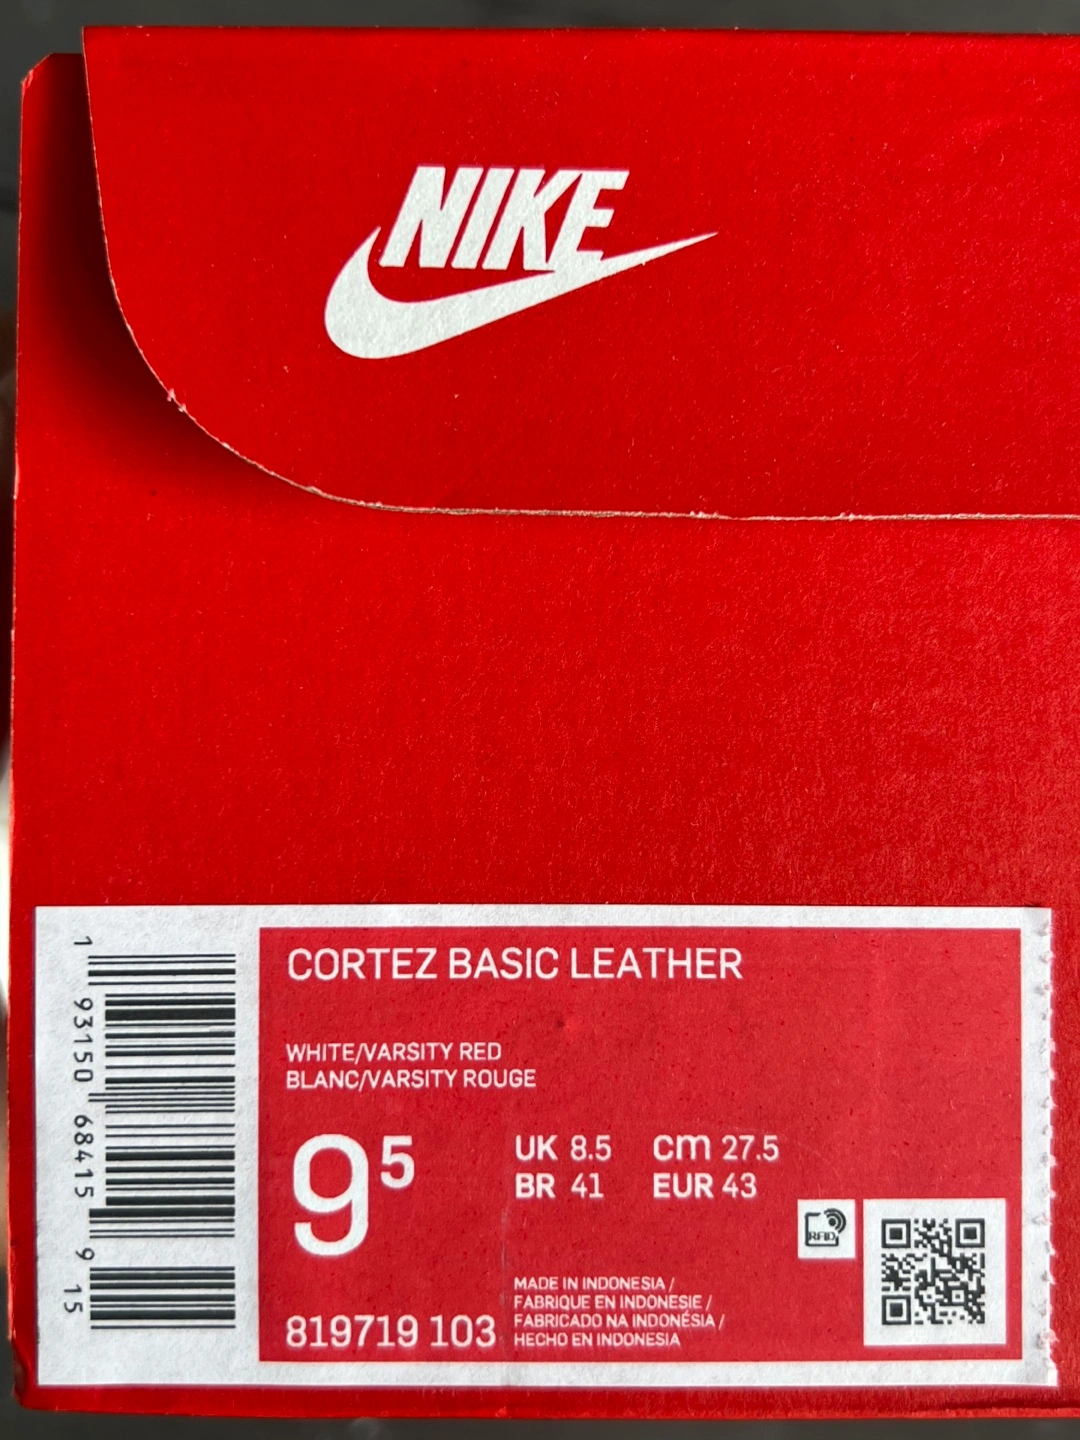 NIKE
CORTEZ BASIC LEATHER
WHITE/VARSITY RED
BLANC/VARSITY ROUGE
9⁵
UK 8.5 cm 27.5
BR 41 EUR 43
RFID
819719 103
MADE IN INDONESIA /
FABRIQUE EN INDONESIE /
FABRICADO NA INDONÉSIA /
HECHO EN INDONESIA
1 93150 68415 9 15